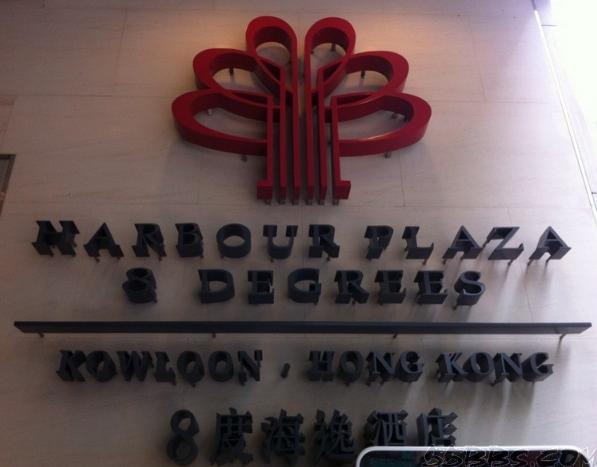 HARBOUR PLAZA
8 DEGREES
KOWLOON · HONG KONG
8度海逸酒店